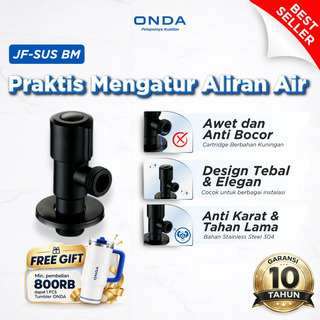 ONDA
Pelopornya Kualitas
BEST
SELLER
JF-SUS BM
Praktis Mengatur Aliran Air
Awet dan
Anti Bocor
Cartridge Berbahan Kuningan
Design Tebal
& Elegan
Cocok untuk berbagai instalasi
Anti Karat &
Tahan Lama
Bahan Stainless Steel 304
FREE GIFT
Min. pembelian
800RB
dapat 1 PCS
Tumbler ONDA
ONDA
GARANSI
10
TAHUN